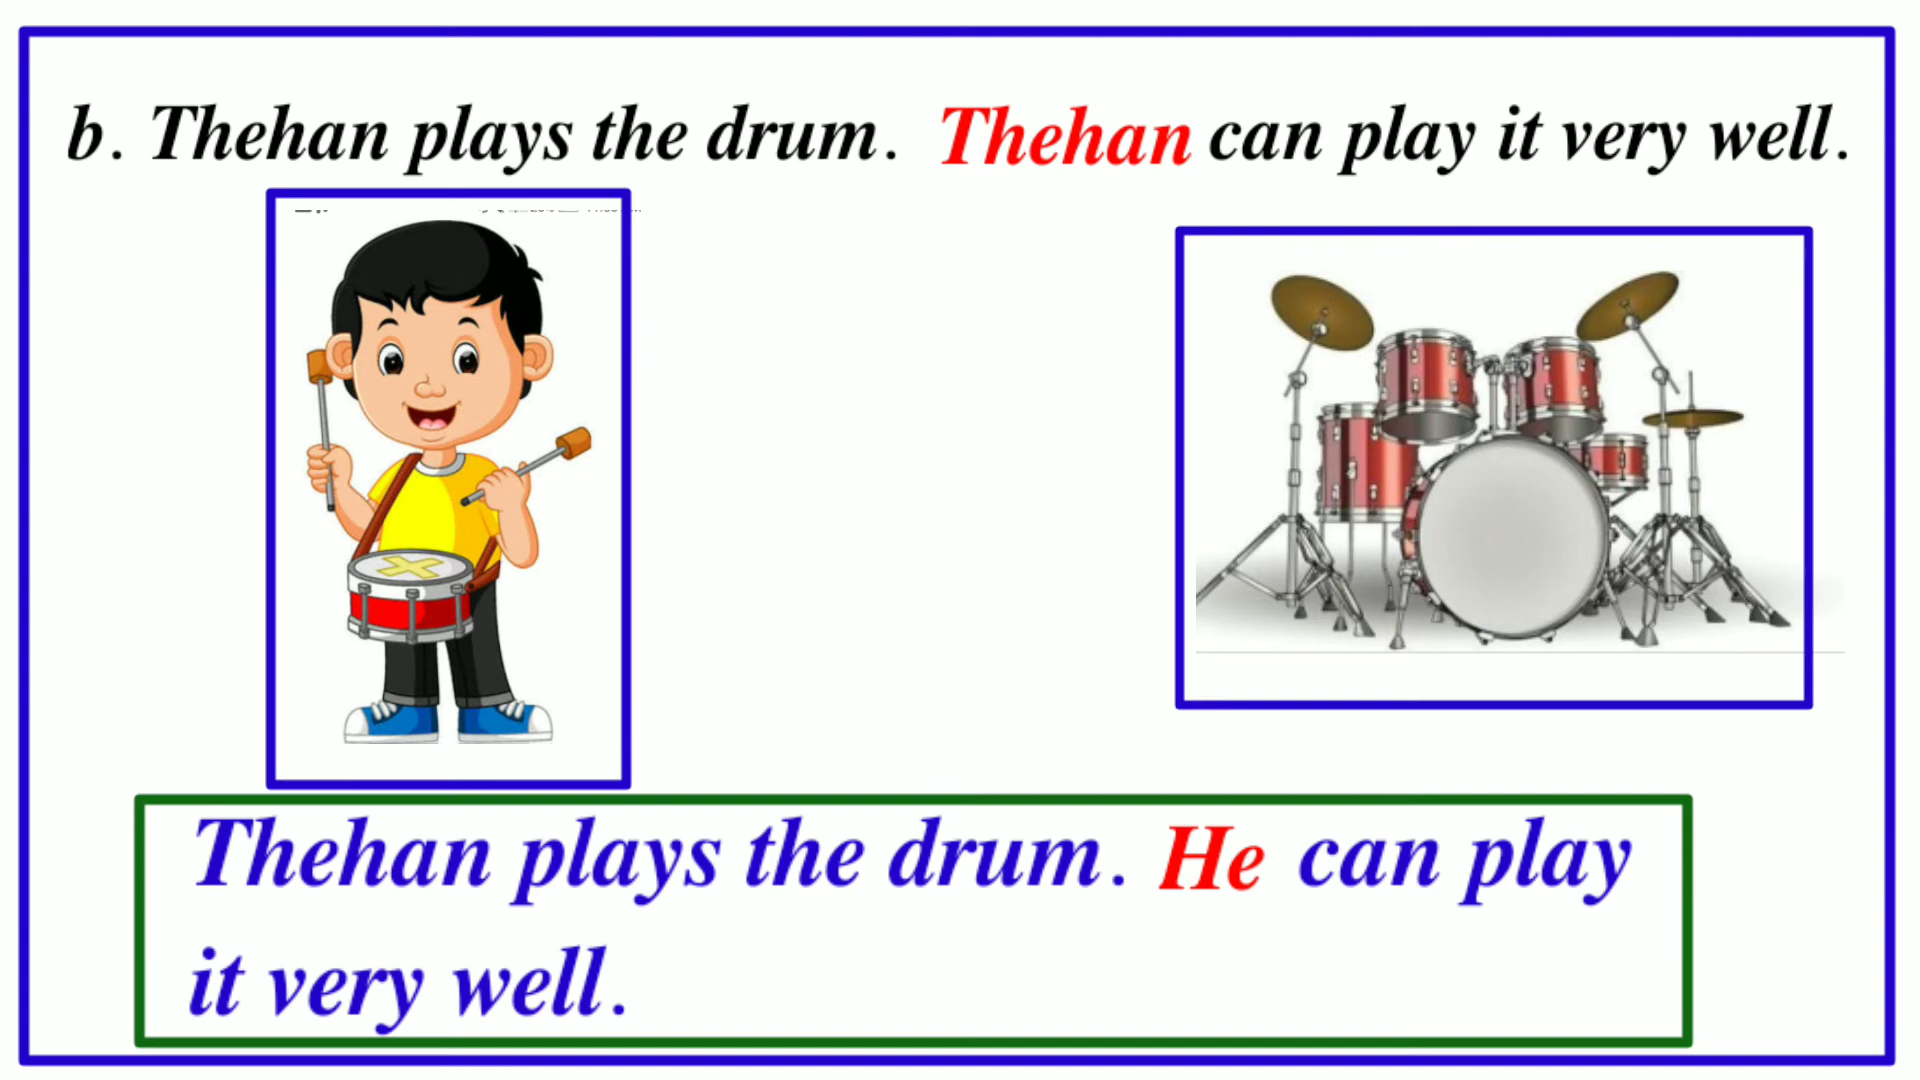 b. Thehan plays the drum. Thehan can play it very well.
Thehan plays the drum. He can play
it very well.